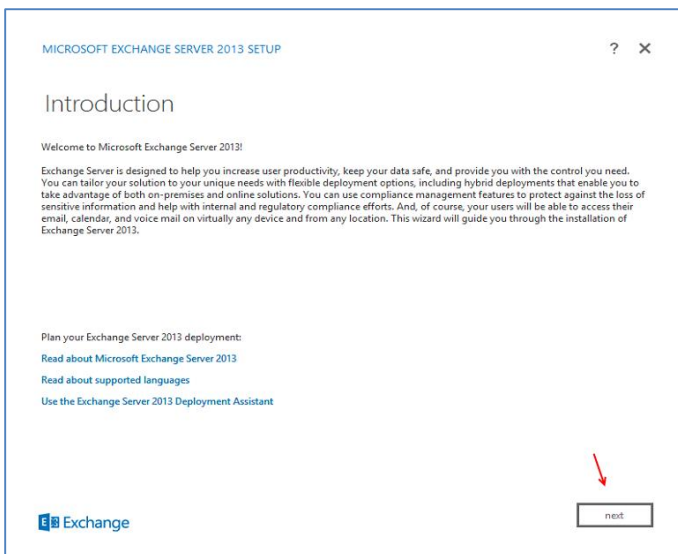 MICROSOFT EXCHANGE SERVER 2013 SETUP
?
Introduction
Welcome to Microsoft Exchange Server 2013!
Exchange Server is designed to help you increase user productivity, keep your data safe, and provide you with the control you need.
You can tailor your solution to your unique needs with flexible deployment options, including hybrid deployments that enable you to
take advantage of both on-premises and online solutions. You can use compliance management features to protect against the loss of
sensitive information and help with internal and regulatory compliance efforts. And, of course, your users will be able to access their
email, calendar, and voice mail on virtually any device and from any location. This wizard will guide you through the installation of
Exchange Server 2013.
Plan your Exchange Server 2013 deployment:
Read about Microsoft Exchange Server 2013
Read about supported languages
Use the Exchange Server 2013 Deployment Assistant
E Exchange
next